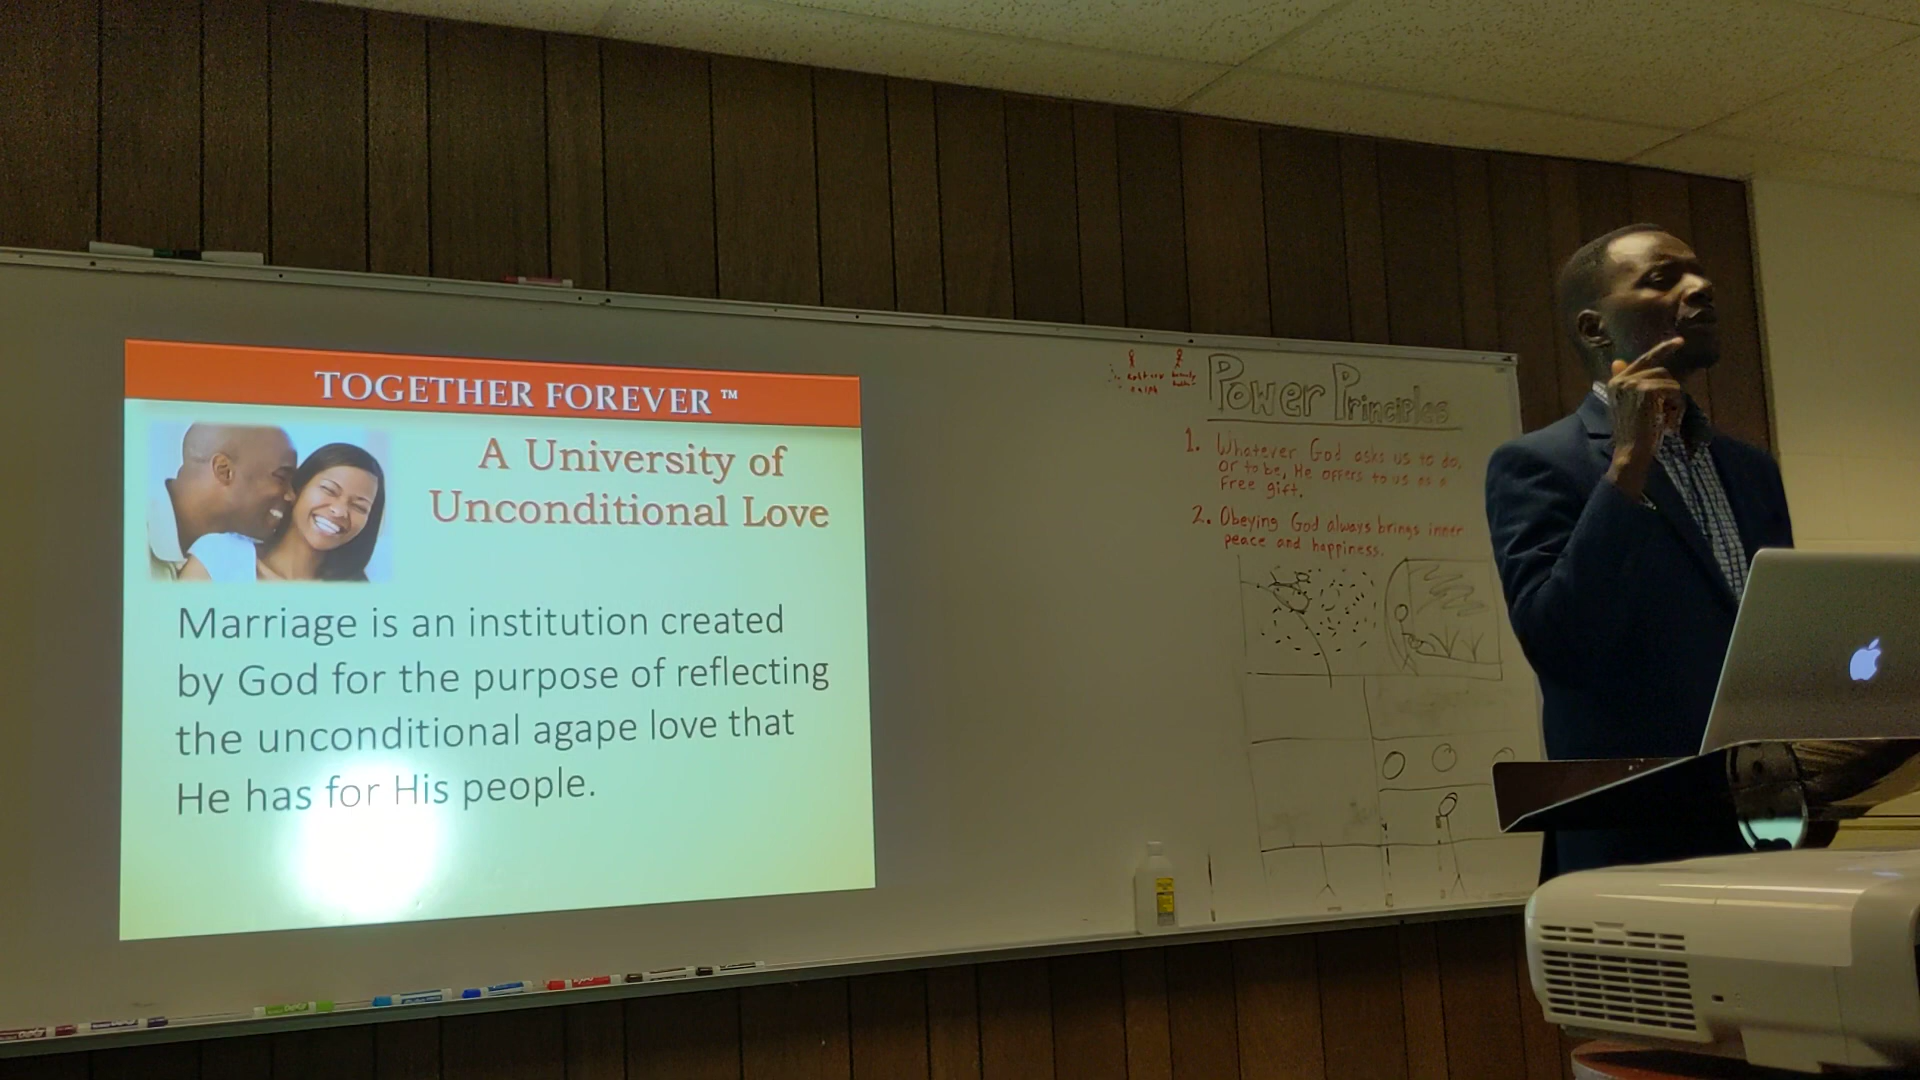 TOGETHER FOREVER™
A University of
Unconditional Love
Marriage is an institution created
by God for the purpose of reflecting
the unconditional agape love that
He has for His people.
Power Principles
1. Whatever God asks us to do,
or to be, He offers to us as a
Free gift.
2. Obeying God always brings inner
peace and happiness.